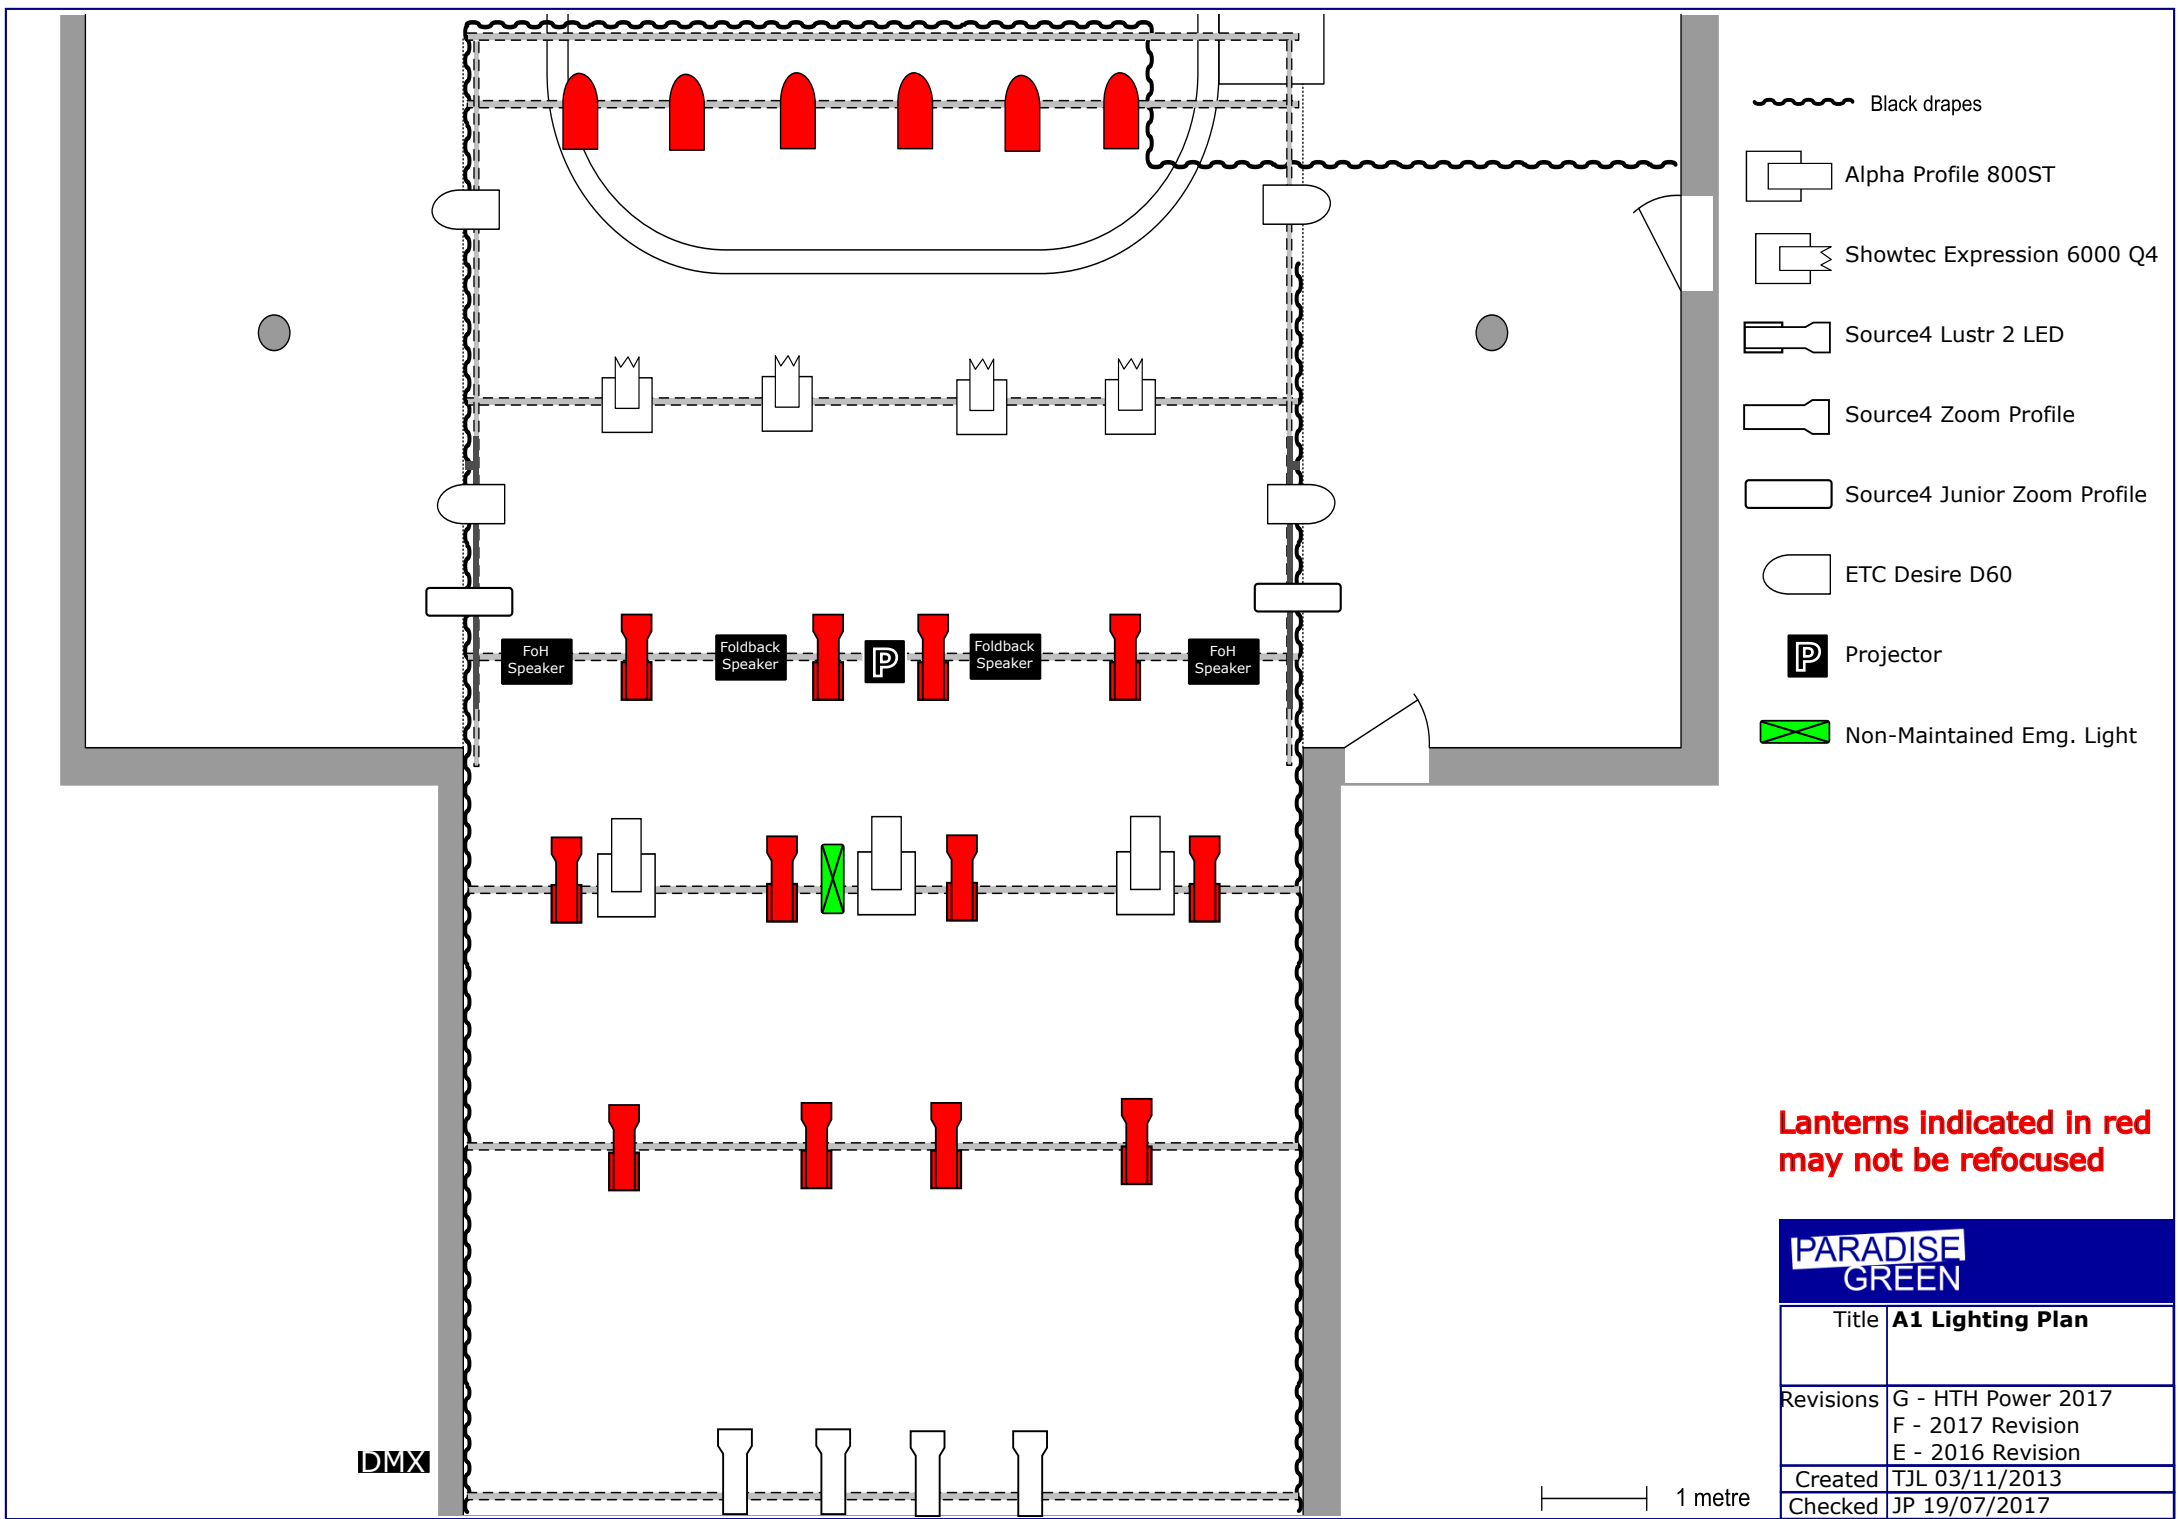 Black drapes
Alpha Profile 800ST
Showtec Expression 6000 Q4
Source4 Lustr 2 LED
Source4 Zoom Profile
Source4 Junior Zoom Profile
ETC Desire D60
P Projector
Non-Maintained Emg. Light
FoH
Speaker
Foldback
Speaker
P
Foldback
Speaker
FoH
Speaker
DMX
1 metre
Lanterns indicated in red
may not be refocused
PARADISE
GREEN
Title A1 Lighting Plan
Revisions G - HTH Power 2017
F - 2017 Revision
E - 2016 Revision
Created TJL 03/11/2013
Checked JP 19/07/2017